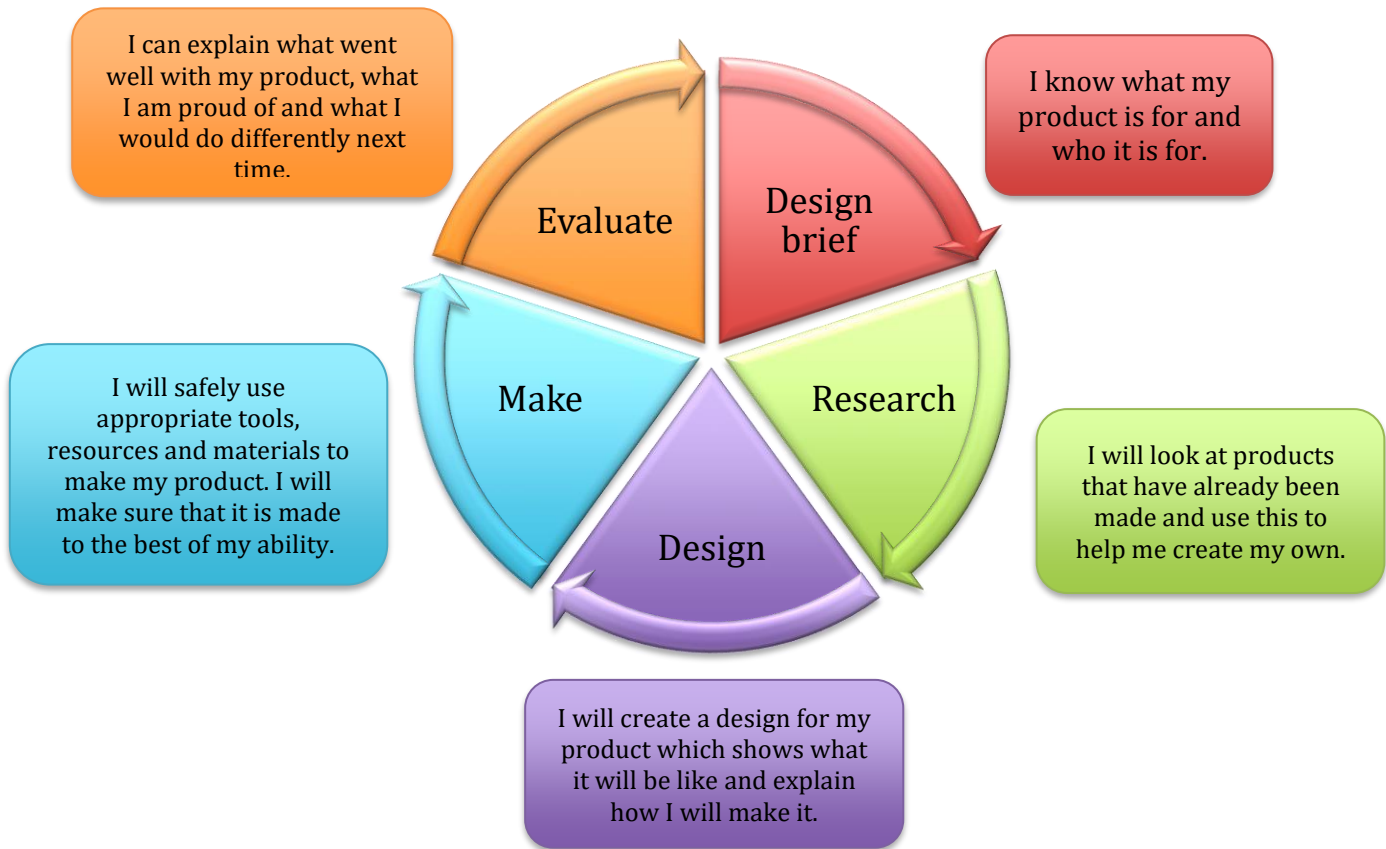 I can explain what went
well with my product, what
I am proud of and what I
would do differently next
time.
Evaluate
Design
brief
I know what my
product is for and
who it is for.
Research
I will look at products
that have already been
made and use this to
help me create my own.
Design
I will create a design for my
product which shows what
it will be like and explain
how I will make it.
Make
I will safely use
appropriate tools,
resources and materials to
make my product. I will
make sure that it is made
to the best of my ability.